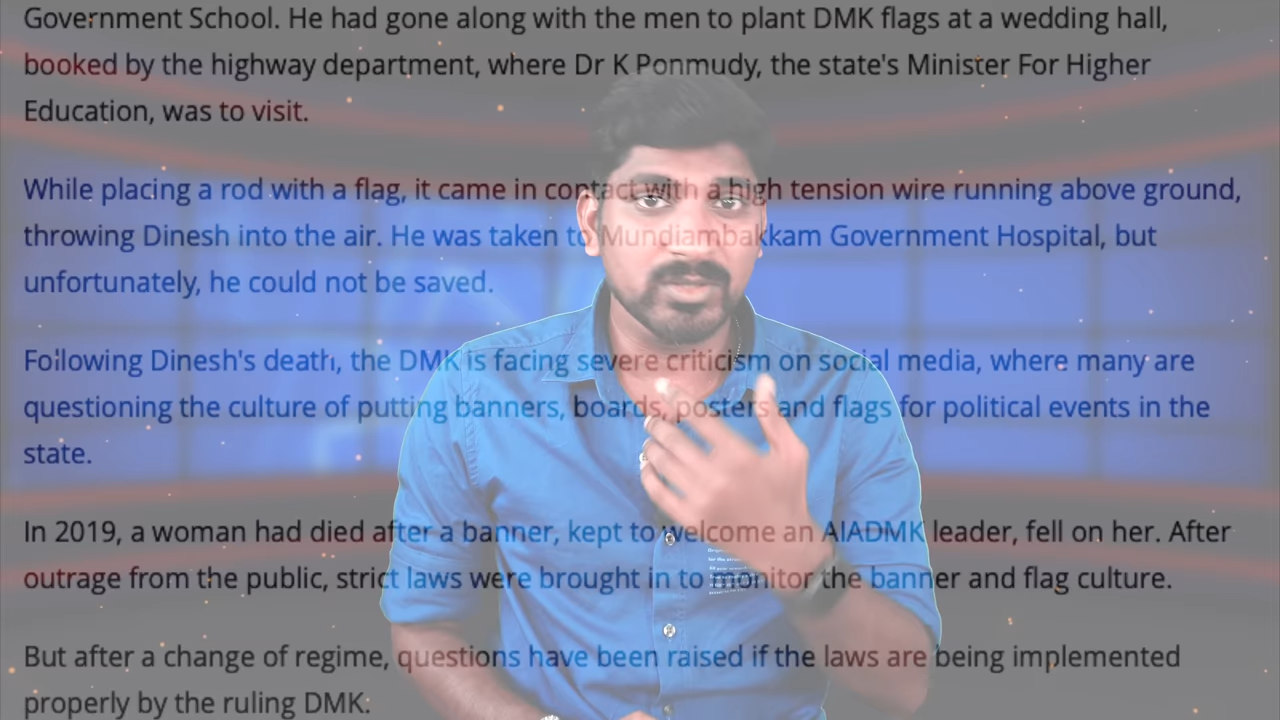 Government School. He had gone along with the men to plant DMK flags at a wedding hall,
booked by the highway department, where Dr K Ponmudy, the state's Minister For Higher
Education, was to visit.
While placing a rod with a flag, it came in contact with a high tension wire running above ground,
throwing Dinesh into the air. He was taken to Mundiambakkam Government Hospital, but
unfortunately, he could not be saved.
Following Dinesh's death, the DMK is facing severe criticism on social media, where many are
questioning the culture of putting banners, boards, posters and flags for political events in the
state.
In 2019, a woman had died after a banner, kept to welcome an AIADMK leader, fell on her. After
outrage from the public, strict laws were brought in to monitor the banner and flag culture.
But after a change of regime, questions have been raised if the laws are being implemented
properly by the ruling DMK.